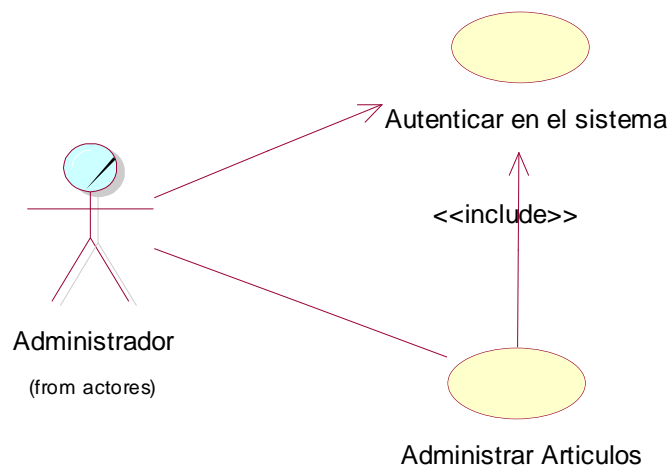 Autenticar en el sistema
<<include>>
Administrador
(from actores)
Administrar Articulos